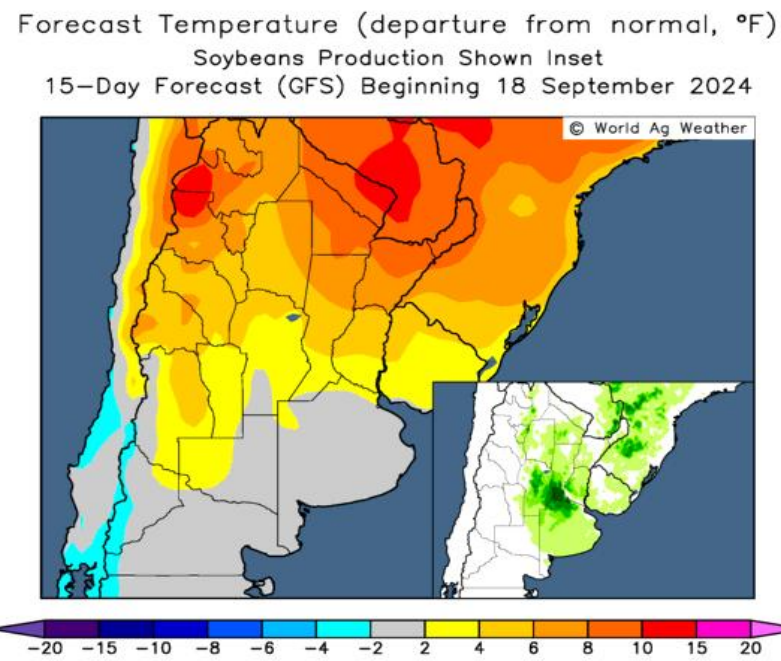 Forecast Temperature (departure from normal, °F)
Soybeans Production Shown Inset
15-Day Forecast (GFS) Beginning 18 September 2024
© World Ag Weather
-20 -15 -10 -8 -6 -4 -2 2 4 6 8 10 15 20